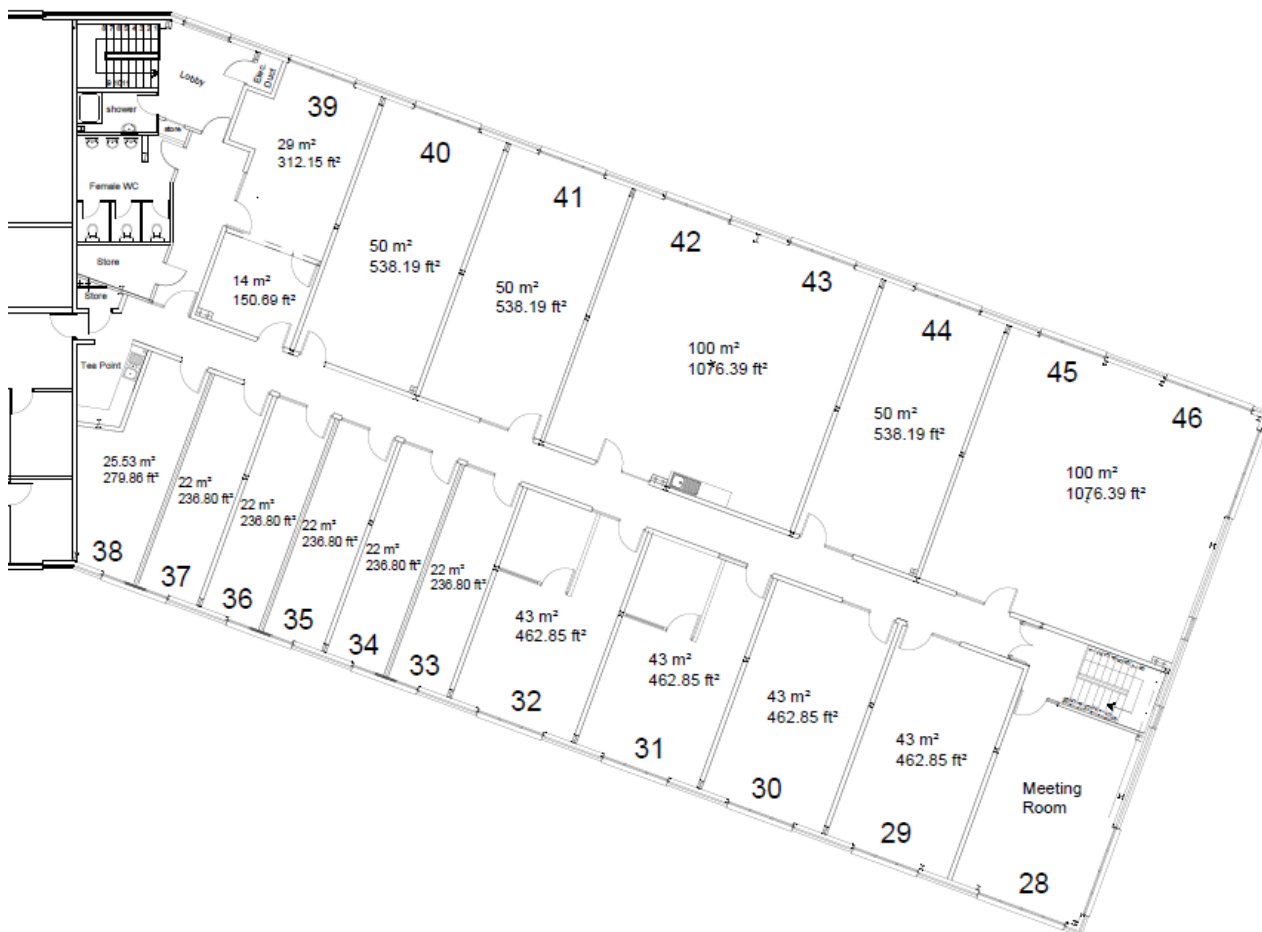 Lobby
Elec.
Duct
shower
store
Female WC
Store
Store
Tea Point
39
29 m²
312.15 ft²
14 m²
150.69 ft²
40
50 m²
538.19 ft²
41
50 m²
538.19 ft²
42
43
100 m²
1076.39 ft²
44
50 m²
538.19 ft²
45
46
100 m²
1076.39 ft²
25.53 m²
279.86 ft²
38
22 m²
236.80 ft²
37
22 m²
236.80 ft²
36
22 m²
236.80 ft²
35
22 m²
236.80 ft²
34
22 m²
236.80 ft²
33
43 m²
462.85 ft²
32
43 m²
462.85 ft²
31
43 m²
462.85 ft²
30
43 m²
462.85 ft²
29
Meeting
Room
28